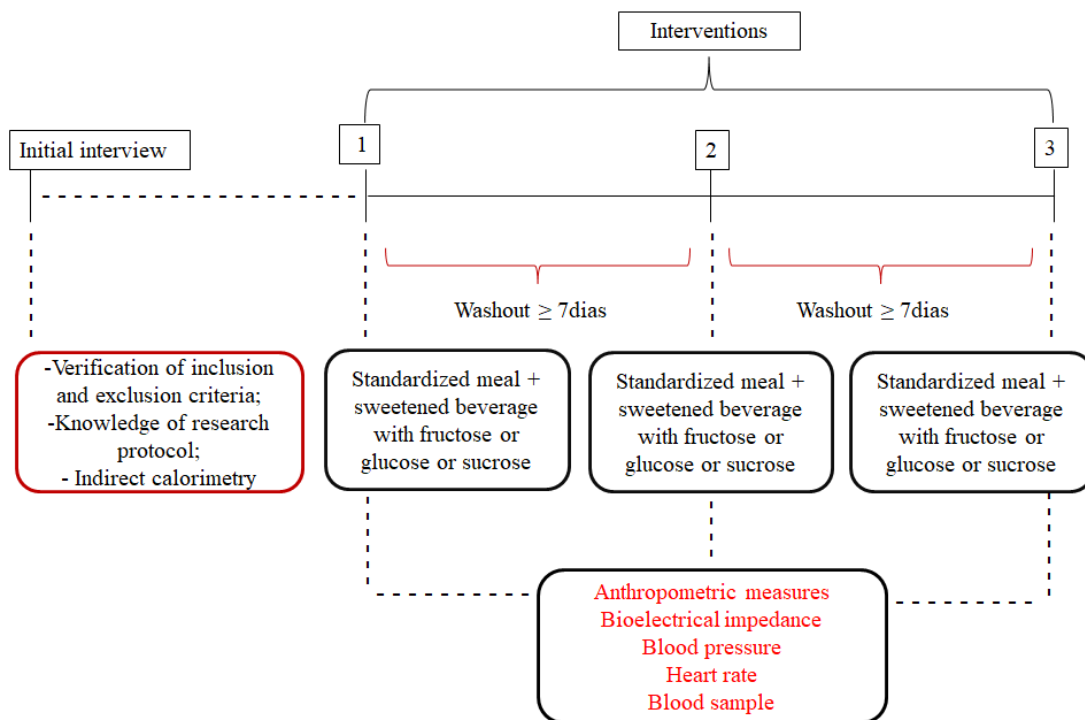 Interventions
Initial interview
1
2
3
Washout ≥ 7dias
Washout ≥ 7dias
-Verification of inclusion
and exclusion criteria;
-Knowledge of research
protocol;
- Indirect calorimetry
Standardized meal +
sweetened beverage
with fructose or
glucose or sucrose
Standardized meal +
sweetened beverage
with fructose or
glucose or sucrose
Standardized meal +
sweetened beverage
with fructose or
glucose or sucrose
Anthropometric measures
Bioelectrical impedance
Blood pressure
Heart rate
Blood sample